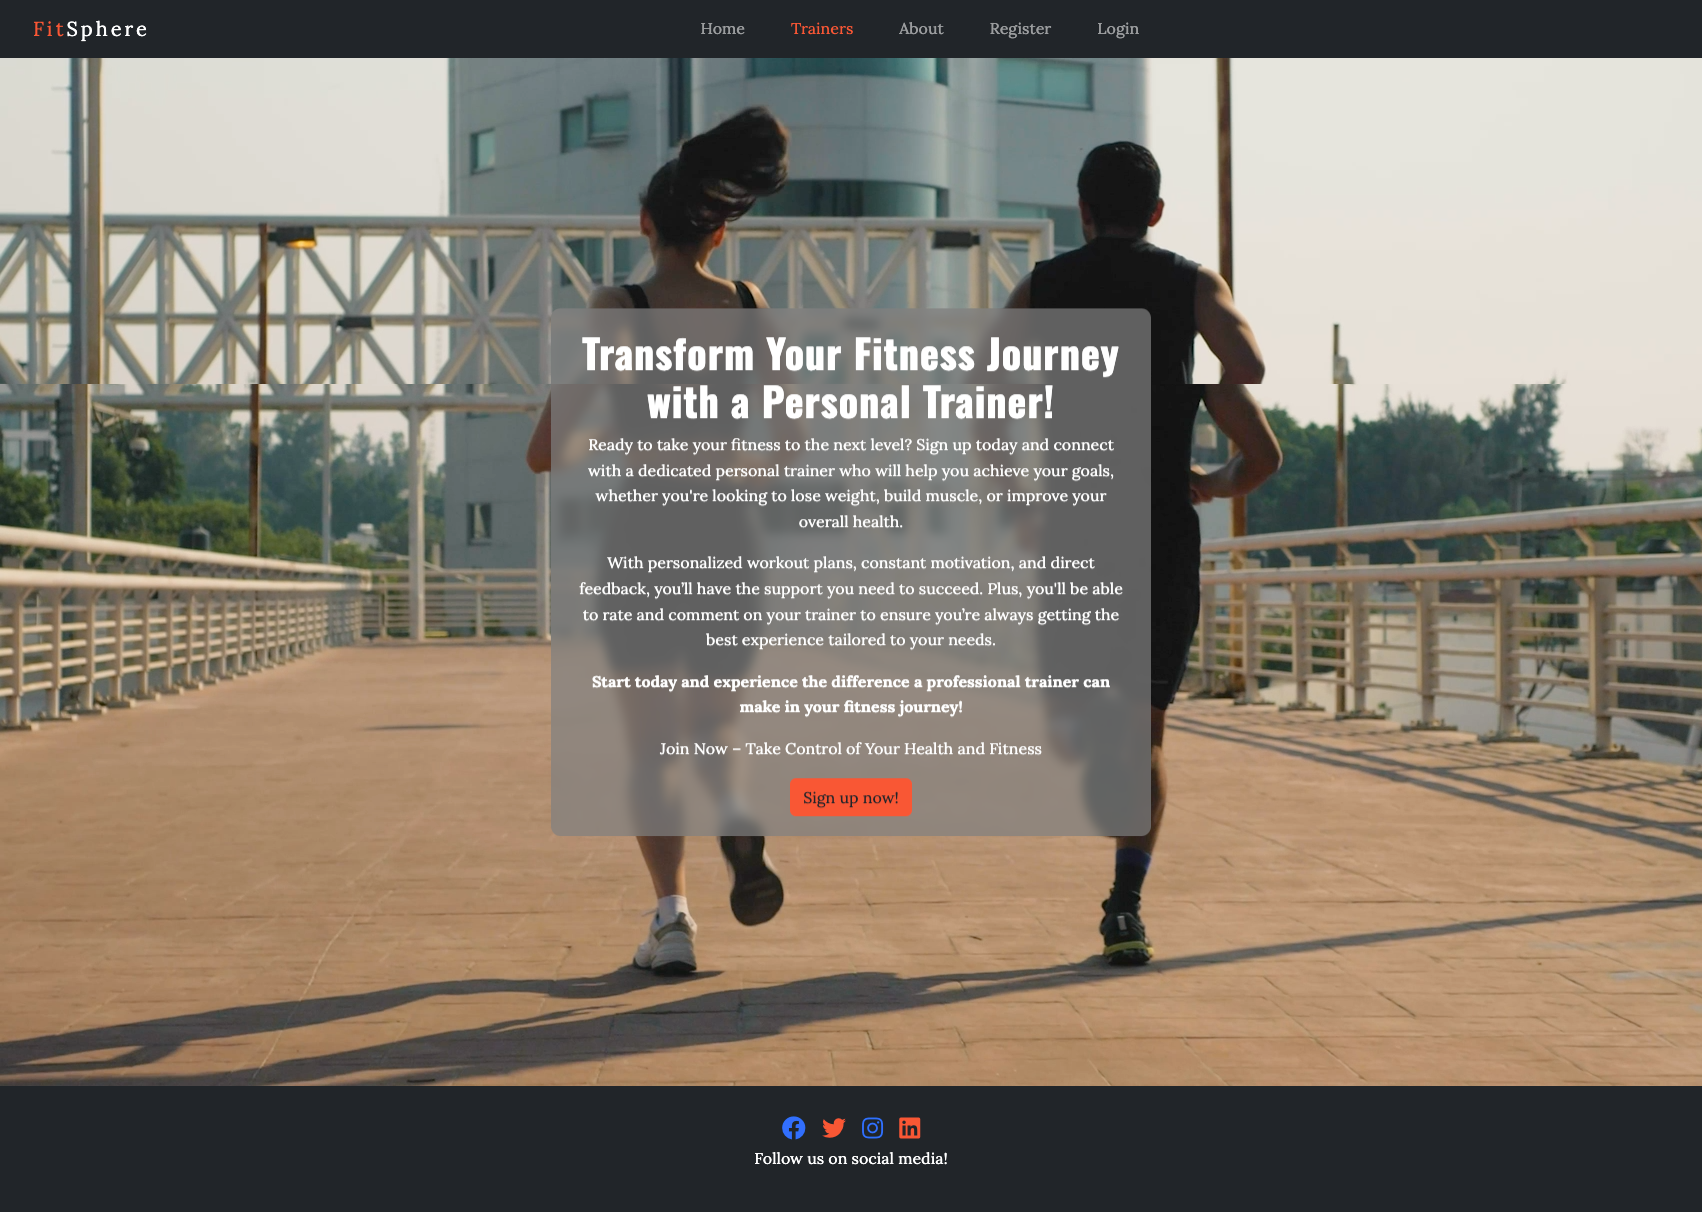 FitSphere
Home Trainers About Register Login
Transform Your Fitness Journey
with a Personal Trainer!
Ready to take your fitness to the next level? Sign up today and connect
with a dedicated personal trainer who will help you achieve your goals,
whether you're looking to lose weight, build muscle, or improve your
overall health.
With personalized workout plans, constant motivation, and direct
feedback, you’ll have the support you need to succeed. Plus, you'll be able
to rate and comment on your trainer to ensure you’re always getting the
best experience tailored to your needs.
Start today and experience the difference a professional trainer can
make in your fitness journey!
Join Now – Take Control of Your Health and Fitness
Sign up now!
Follow us on social media!